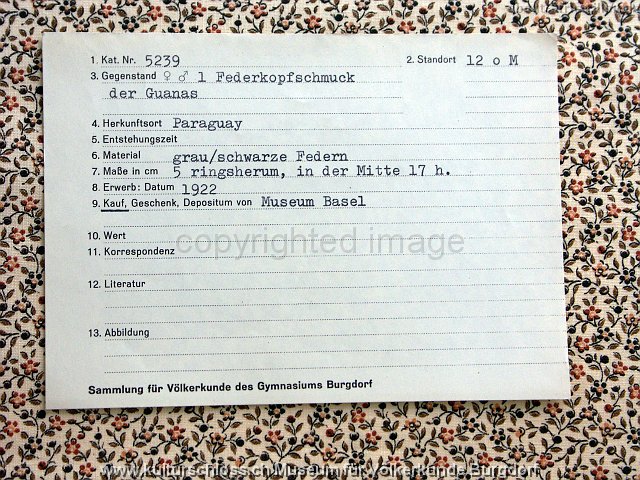 1. Kat. Nr. 5239 2. Standort 12 o M
3. Gegenstand ♀ ♂ 1 Federkopfschmuck
der Guanas
4. Herkunftsort Paraguay
5. Entstehungszeit
6. Material grau/schwarze Federn
7. Maße in cm 5 ringsherum, in der Mitte 17 h.
8. Erwerb: Datum 1922
9. Kauf, Geschenk, Depositum von Museum Basel
10. Wert
copyrighted image
11. Korrespondenz
12. Literatur
13. Abbildung
Sammlung für Völkerkunde des Gymnasiums Burgdorf
www.kulturschloss.ch Museum für Völkerkunde Burgdorf